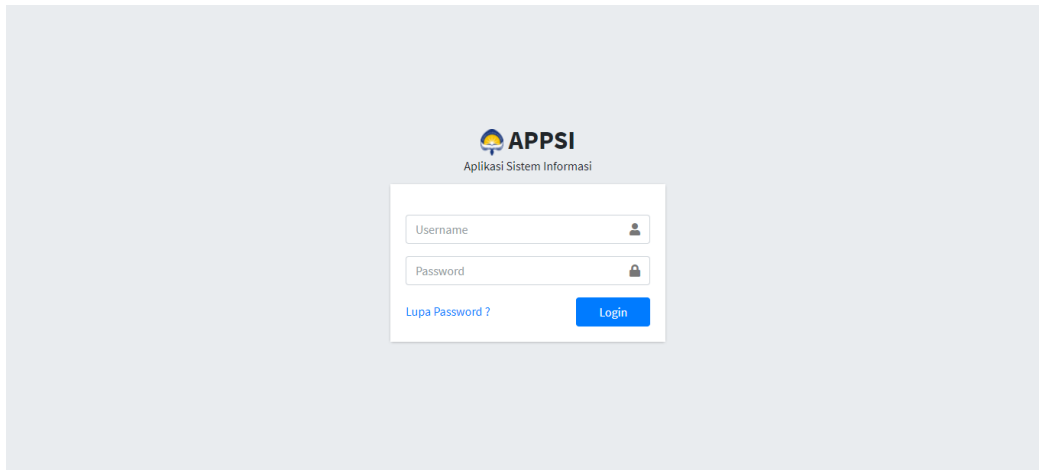 APPSI
Aplikasi Sistem Informasi
Username
Password
Lupa Password ?
Login